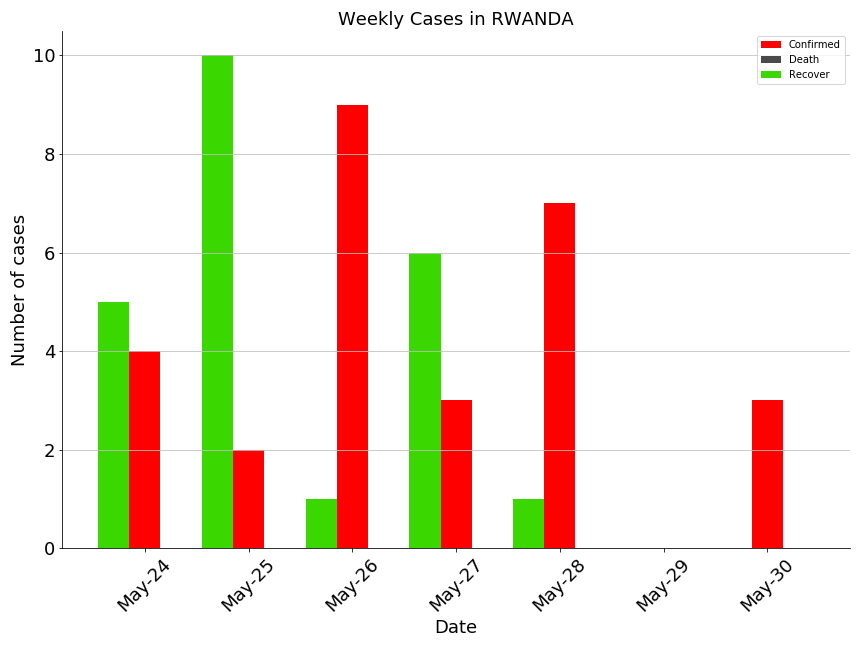 Weekly Cases in RWANDA
Confirmed
Death
Recover
Number of cases
10
8
6
4
2
0
May-24
May-25
May-26
May-27
May-28
May-29
May-30
Date